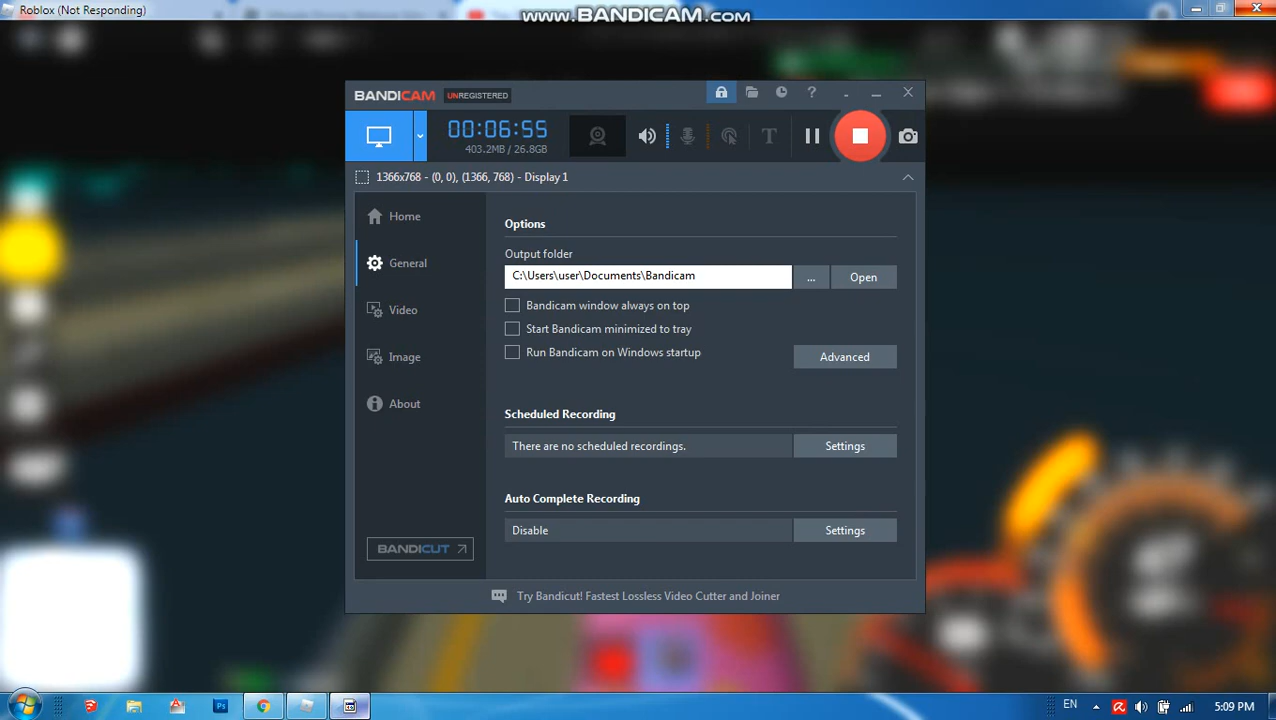 Roblox (Not Responding)
www.BANDICAM.com
BANDICAM UNREGISTERED
?
00:06:55
403.2MB / 26.8GB
T
1366x768 - (0, 0), (1366, 768) - Display 1
Home
General
Video
Image
About
BANDICUT
Options
Output folder
C:\Users\user\Documents\Bandicam
...
Open
Bandicam window always on top
Start Bandicam minimized to tray
Run Bandicam on Windows startup
Advanced
Scheduled Recording
There are no scheduled recordings.
Settings
Auto Complete Recording
Disable
Settings
Try Bandicut! Fastest Lossless Video Cutter and Joiner
Ps
EN
5:09 PM